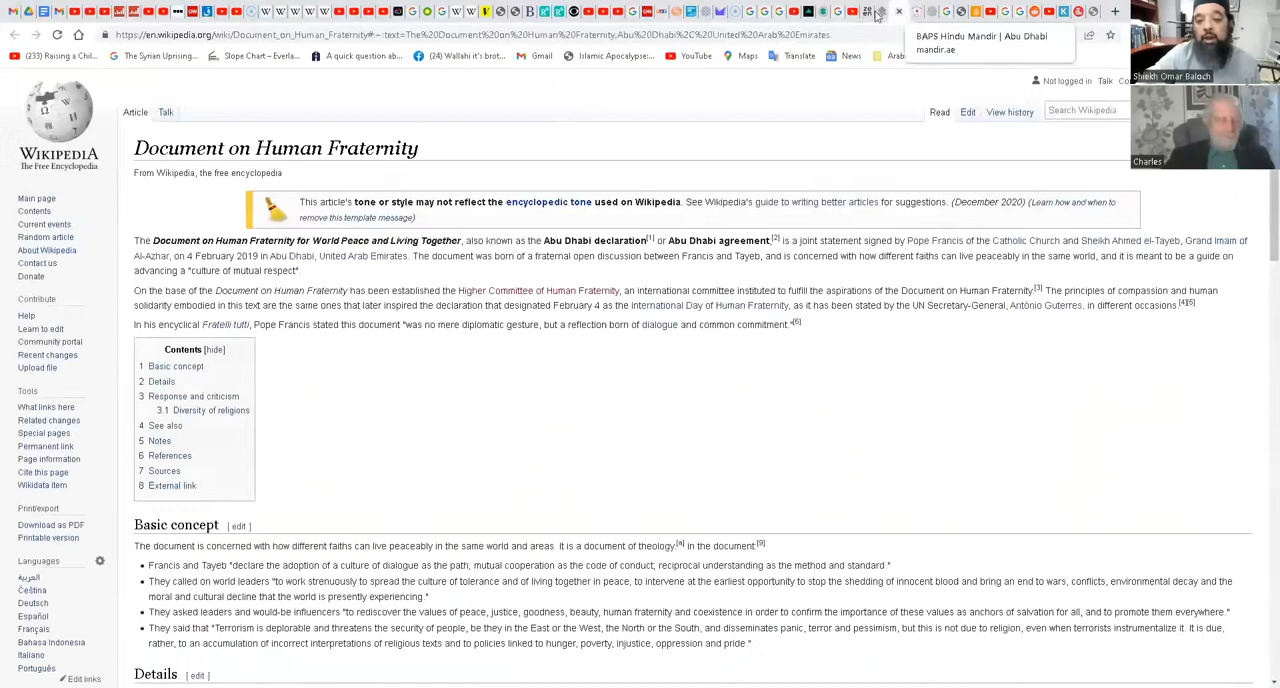 https://en.wikipedia.org/wiki/Document_on_Human_Fraternity#:~:text=The%20Document%20on%20Human%20Fraternity,Abu%20Dhabi%2C%20United%20Arab%20Emirates.
BAPS Hindu Mandir | Abu Dhabi
mandir.ae
(233) Raising a Chil...
The Syrian Uprising...
Slope Chart – Everla...
A quick question ab...
(24) Wallahi it's brot...
Gmail
Islamic Apocalypse:...
YouTube
Maps
Translate
News
Shiekh Omar Baloch
Charles
Not logged in Talk
Article
Talk
Read
Edit
View history
Search Wikipedia
WIKIPEDIA
The Free Encyclopedia
Document on Human Fraternity
From Wikipedia, the free encyclopedia
This article's tone or style may not reflect the encyclopedic tone used on Wikipedia. See Wikipedia's guide to writing better articles for suggestions. (December 2020) (Learn how and when to
remove this template message)
The Document on Human Fraternity for World Peace and Living Together, also known as the Abu Dhabi declaration[1] or Abu Dhabi agreement,[2] is a joint statement signed by Pope Francis of the Catholic Church and Sheikh Ahmed el-Tayeb, Grand Imam of
Al-Azhar, on 4 February 2019 in Abu Dhabi, United Arab Emirates. The document was born of a fraternal open discussion between Francis and Tayeb, and is concerned with how different faiths can live peaceably in the same world, and it is meant to be a guide on
advancing a "culture of mutual respect".
On the base of the Document on Human Fraternity has been established the Higher Committee of Human Fraternity, an international committee instituted to fulfill the aspirations of the Document on Human Fraternity.[3] The principles of compassion and human
solidarity embodied in this text are the same ones that later inspired the declaration that designated February 4 as the International Day of Human Fraternity, as it has been stated by the UN Secretary-General, António Guterres, in different occasions.[4][5]
In his encyclical Fratelli tutti, Pope Francis stated this document "was no mere diplomatic gesture, but a reflection born of dialogue and common commitment."[6]
Contents [hide]
1 Basic concept
2 Details
3 Response and criticism
3.1 Diversity of religions
4 See also
5 Notes
6 References
7 Sources
8 External link
Basic concept [ edit ]
The document is concerned with how different faiths can live peaceably in the same world and areas. It is a document of theology[a] in the document:[9]
• Francis and Tayeb "declare the adoption of a culture of dialogue as the path; mutual cooperation as the code of conduct; reciprocal understanding as the method and standard."
• They called on world leaders "to work strenuously to spread the culture of tolerance and of living together in peace; to intervene at the earliest opportunity to stop the shedding of innocent blood and bring an end to wars, conflicts, environmental decay and the
moral and cultural decline that the world is presently experiencing."
• They asked leaders and would-be influencers "to rediscover the values of peace, justice, goodness, beauty, human fraternity and coexistence in order to confirm the importance of these values as anchors of salvation for all, and to promote them everywhere."
• They said that "Terrorism is deplorable and threatens the security of people, be they in the East or the West, the North or the South, and disseminates panic, terror and pessimism, but this is not due to religion, even when terrorists instrumentalize it. It is due,
rather, to an accumulation of incorrect interpretations of religious texts and to policies linked to hunger, poverty, injustice, oppression and pride."
Details [ edit ]
Main page
Contents
Current events
Random article
About Wikipedia
Contact us
Donate
Contribute
Help
Learn to edit
Community portal
Recent changes
Upload file
Tools
What links here
Related changes
Special pages
Permanent link
Page information
Cite this page
Wikidata item
Print/export
Download as PDF
Printable version
Languages
العربية
Čeština
Deutsch
Español
Français
Bahasa Indonesia
Italiano
Português
Edit links